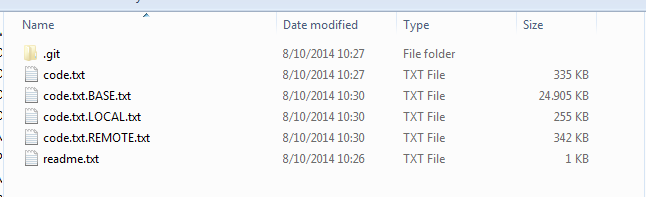 Name Date modified Type Size
.git 8/10/2014 10:27 File folder
code.txt 8/10/2014 10:27 TXT File 335 KB
code.txt.BASE.txt 8/10/2014 10:30 TXT File 24.905 KB
code.txt.LOCAL.txt 8/10/2014 10:30 TXT File 255 KB
code.txt.REMOTE.txt 8/10/2014 10:30 TXT File 342 KB
readme.txt 8/10/2014 10:26 TXT File 1 KB